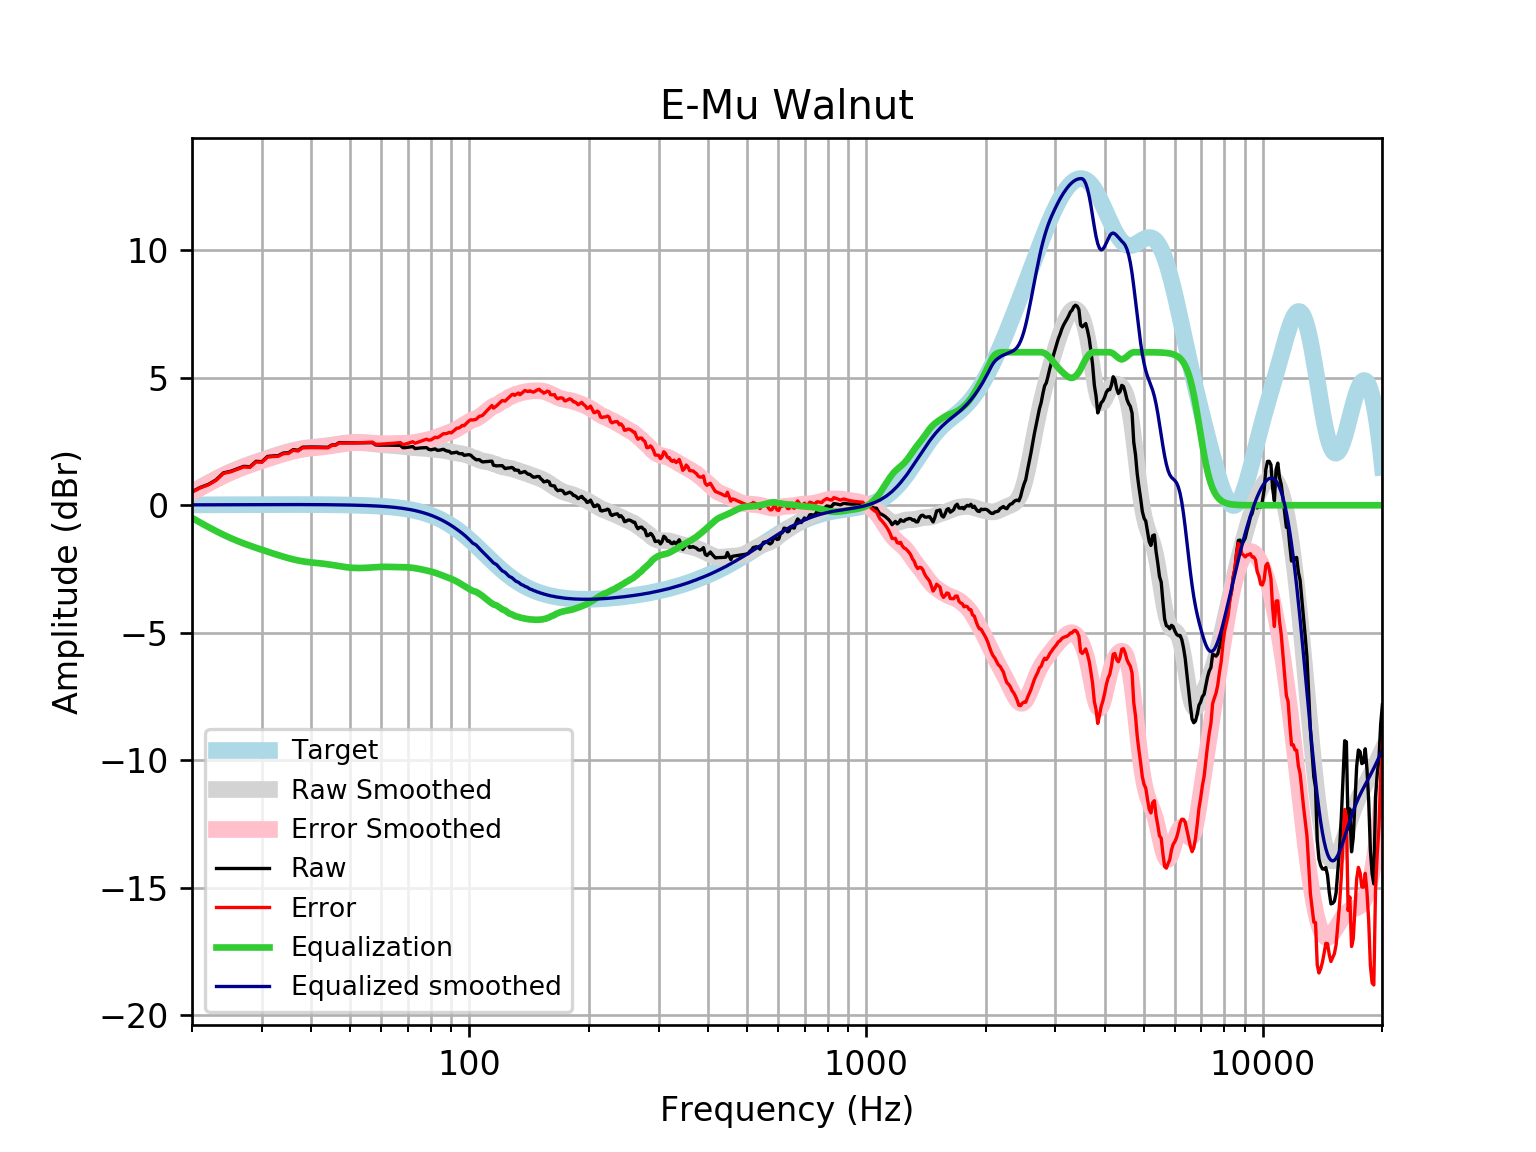 E-Mu Walnut
Amplitude (dBr)
10
5
0
−5
−10
−15
−20
Target
Raw Smoothed
Error Smoothed
Raw
Error
Equalization
Equalized smoothed
100
1000
10000
Frequency (Hz)